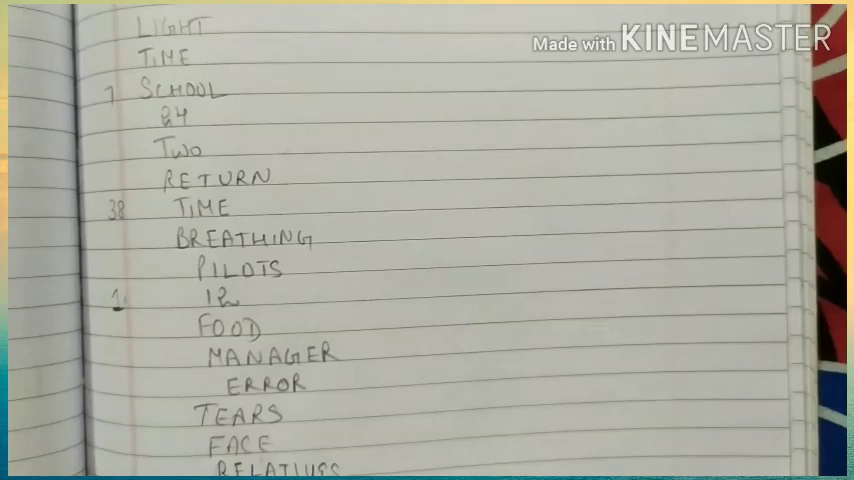 LIGHT
Made with KINEMASTER
TIME
7 SCHOOL
24
TWO
RETURN
38 TIME
BREATHING
PILOTS
12
FOOD
MANAGER
ERROR
TEARS
FACE
RELATIVES